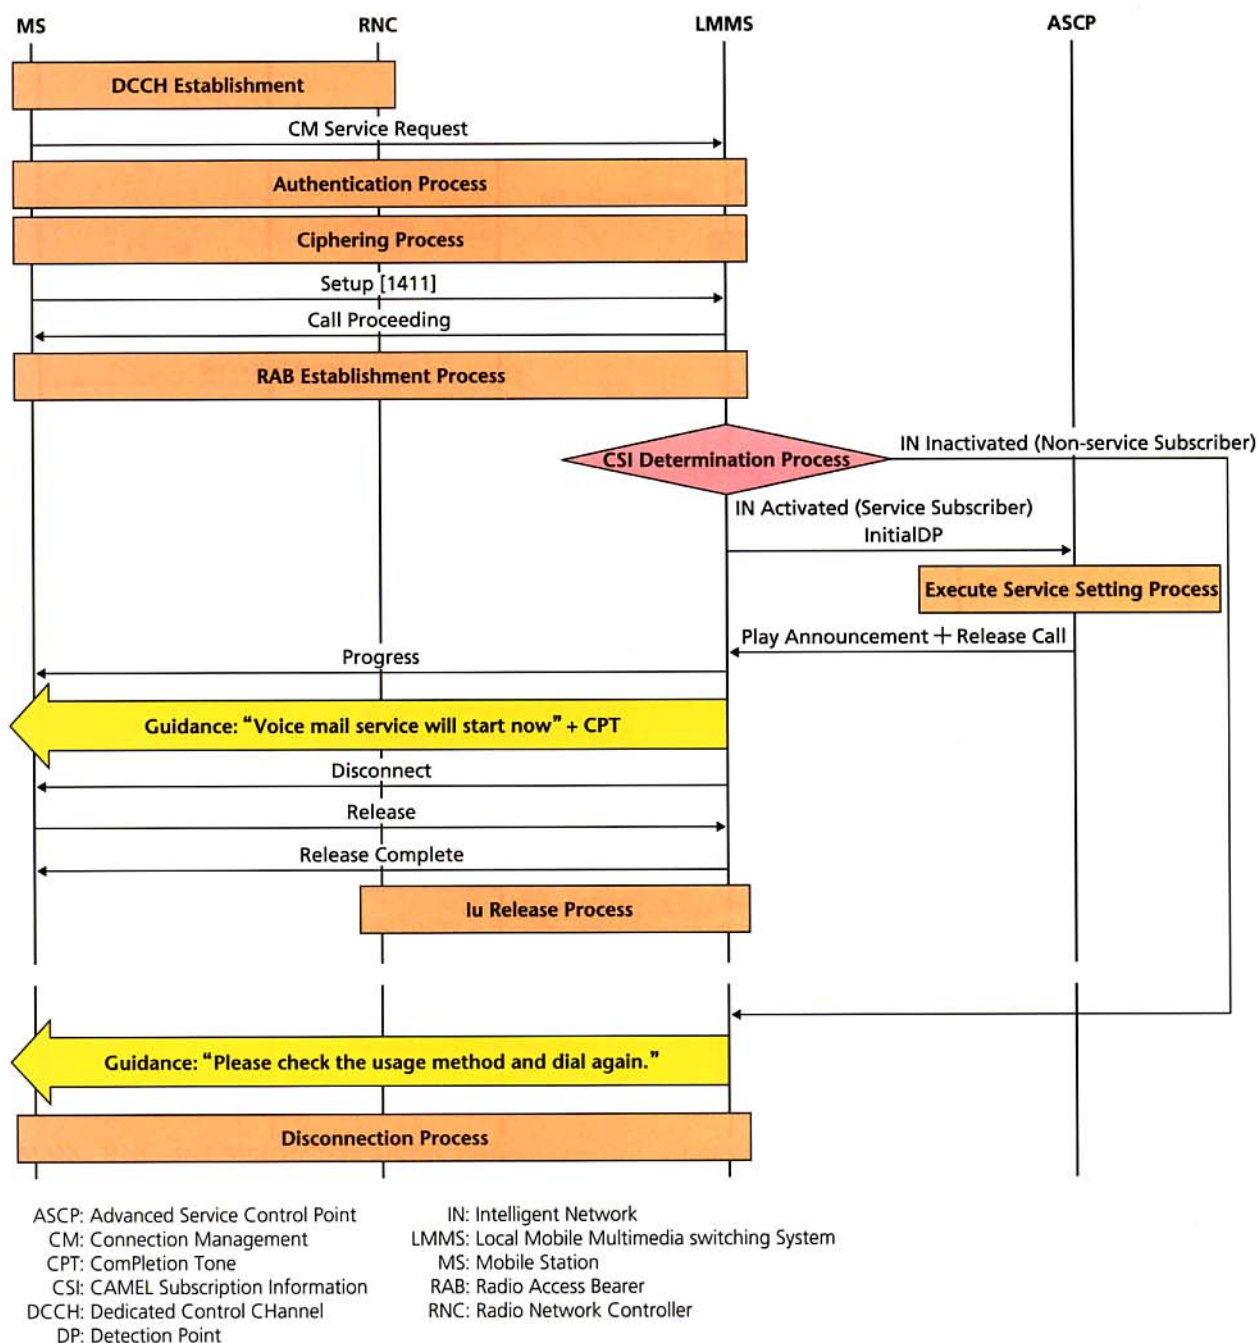 MS RNC LMMS ASCP
DCCH Establishment
CM Service Request
Authentication Process
Ciphering Process
Setup [1411]
Call Proceeding
RAB Establishment Process
IN Inactivated (Non-service Subscriber)
CSI Determination Process
IN Activated (Service Subscriber)
InitialDP
Execute Service Setting Process
Play Announcement + Release Call
Progress
Guidance: “Voice mail service will start now” + CPT
Disconnect
Release
Release Complete
Iu Release Process
Guidance: “Please check the usage method and dial again.”
Disconnection Process
ASCP: Advanced Service Control Point
CM: Connection Management
CPT: ComPletion Tone
CSI: CAMEL Subscription Information
DCCH: Dedicated Control CHannel
DP: Detection Point
IN: Intelligent Network
LMMS: Local Mobile Multimedia switching System
MS: Mobile Station
RAB: Radio Access Bearer
RNC: Radio Network Controller